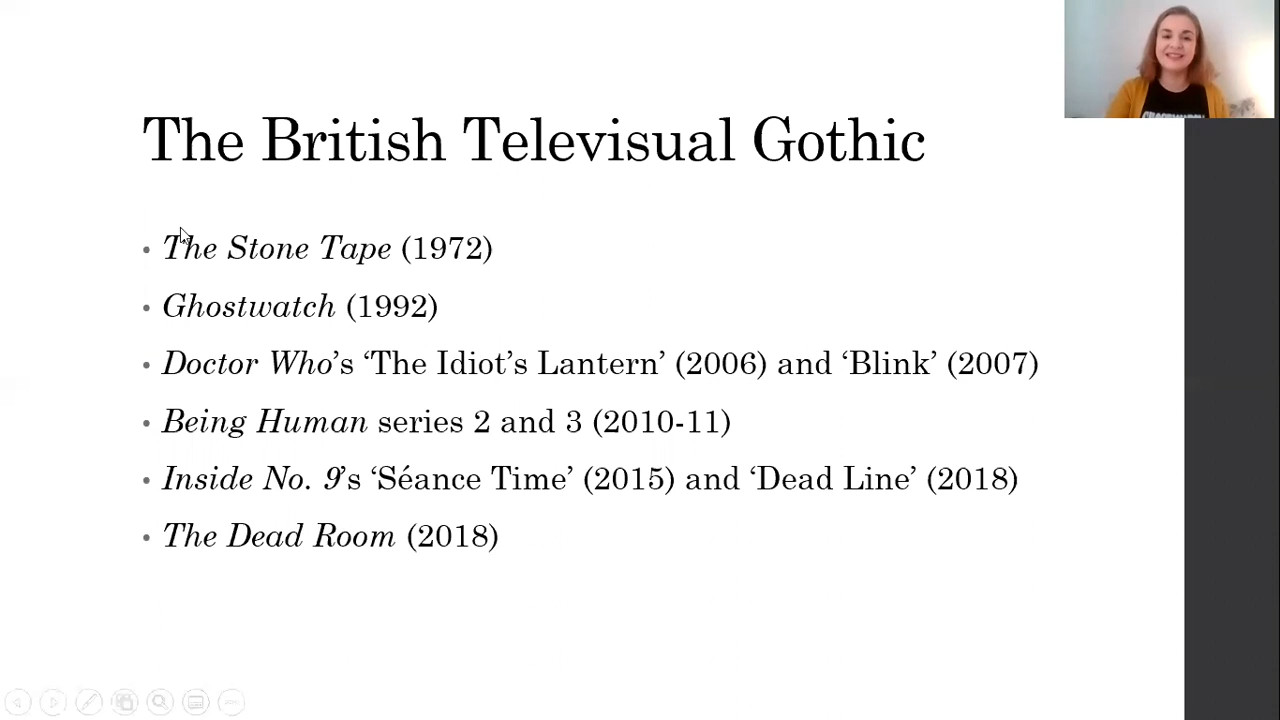 The British Televisual Gothic
• The Stone Tape (1972)
• Ghostwatch (1992)
• Doctor Who’s ‘The Idiot’s Lantern’ (2006) and ‘Blink’ (2007)
• Being Human series 2 and 3 (2010-11)
• Inside No. 9’s ‘Séance Time’ (2015) and ‘Dead Line’ (2018)
• The Dead Room (2018)